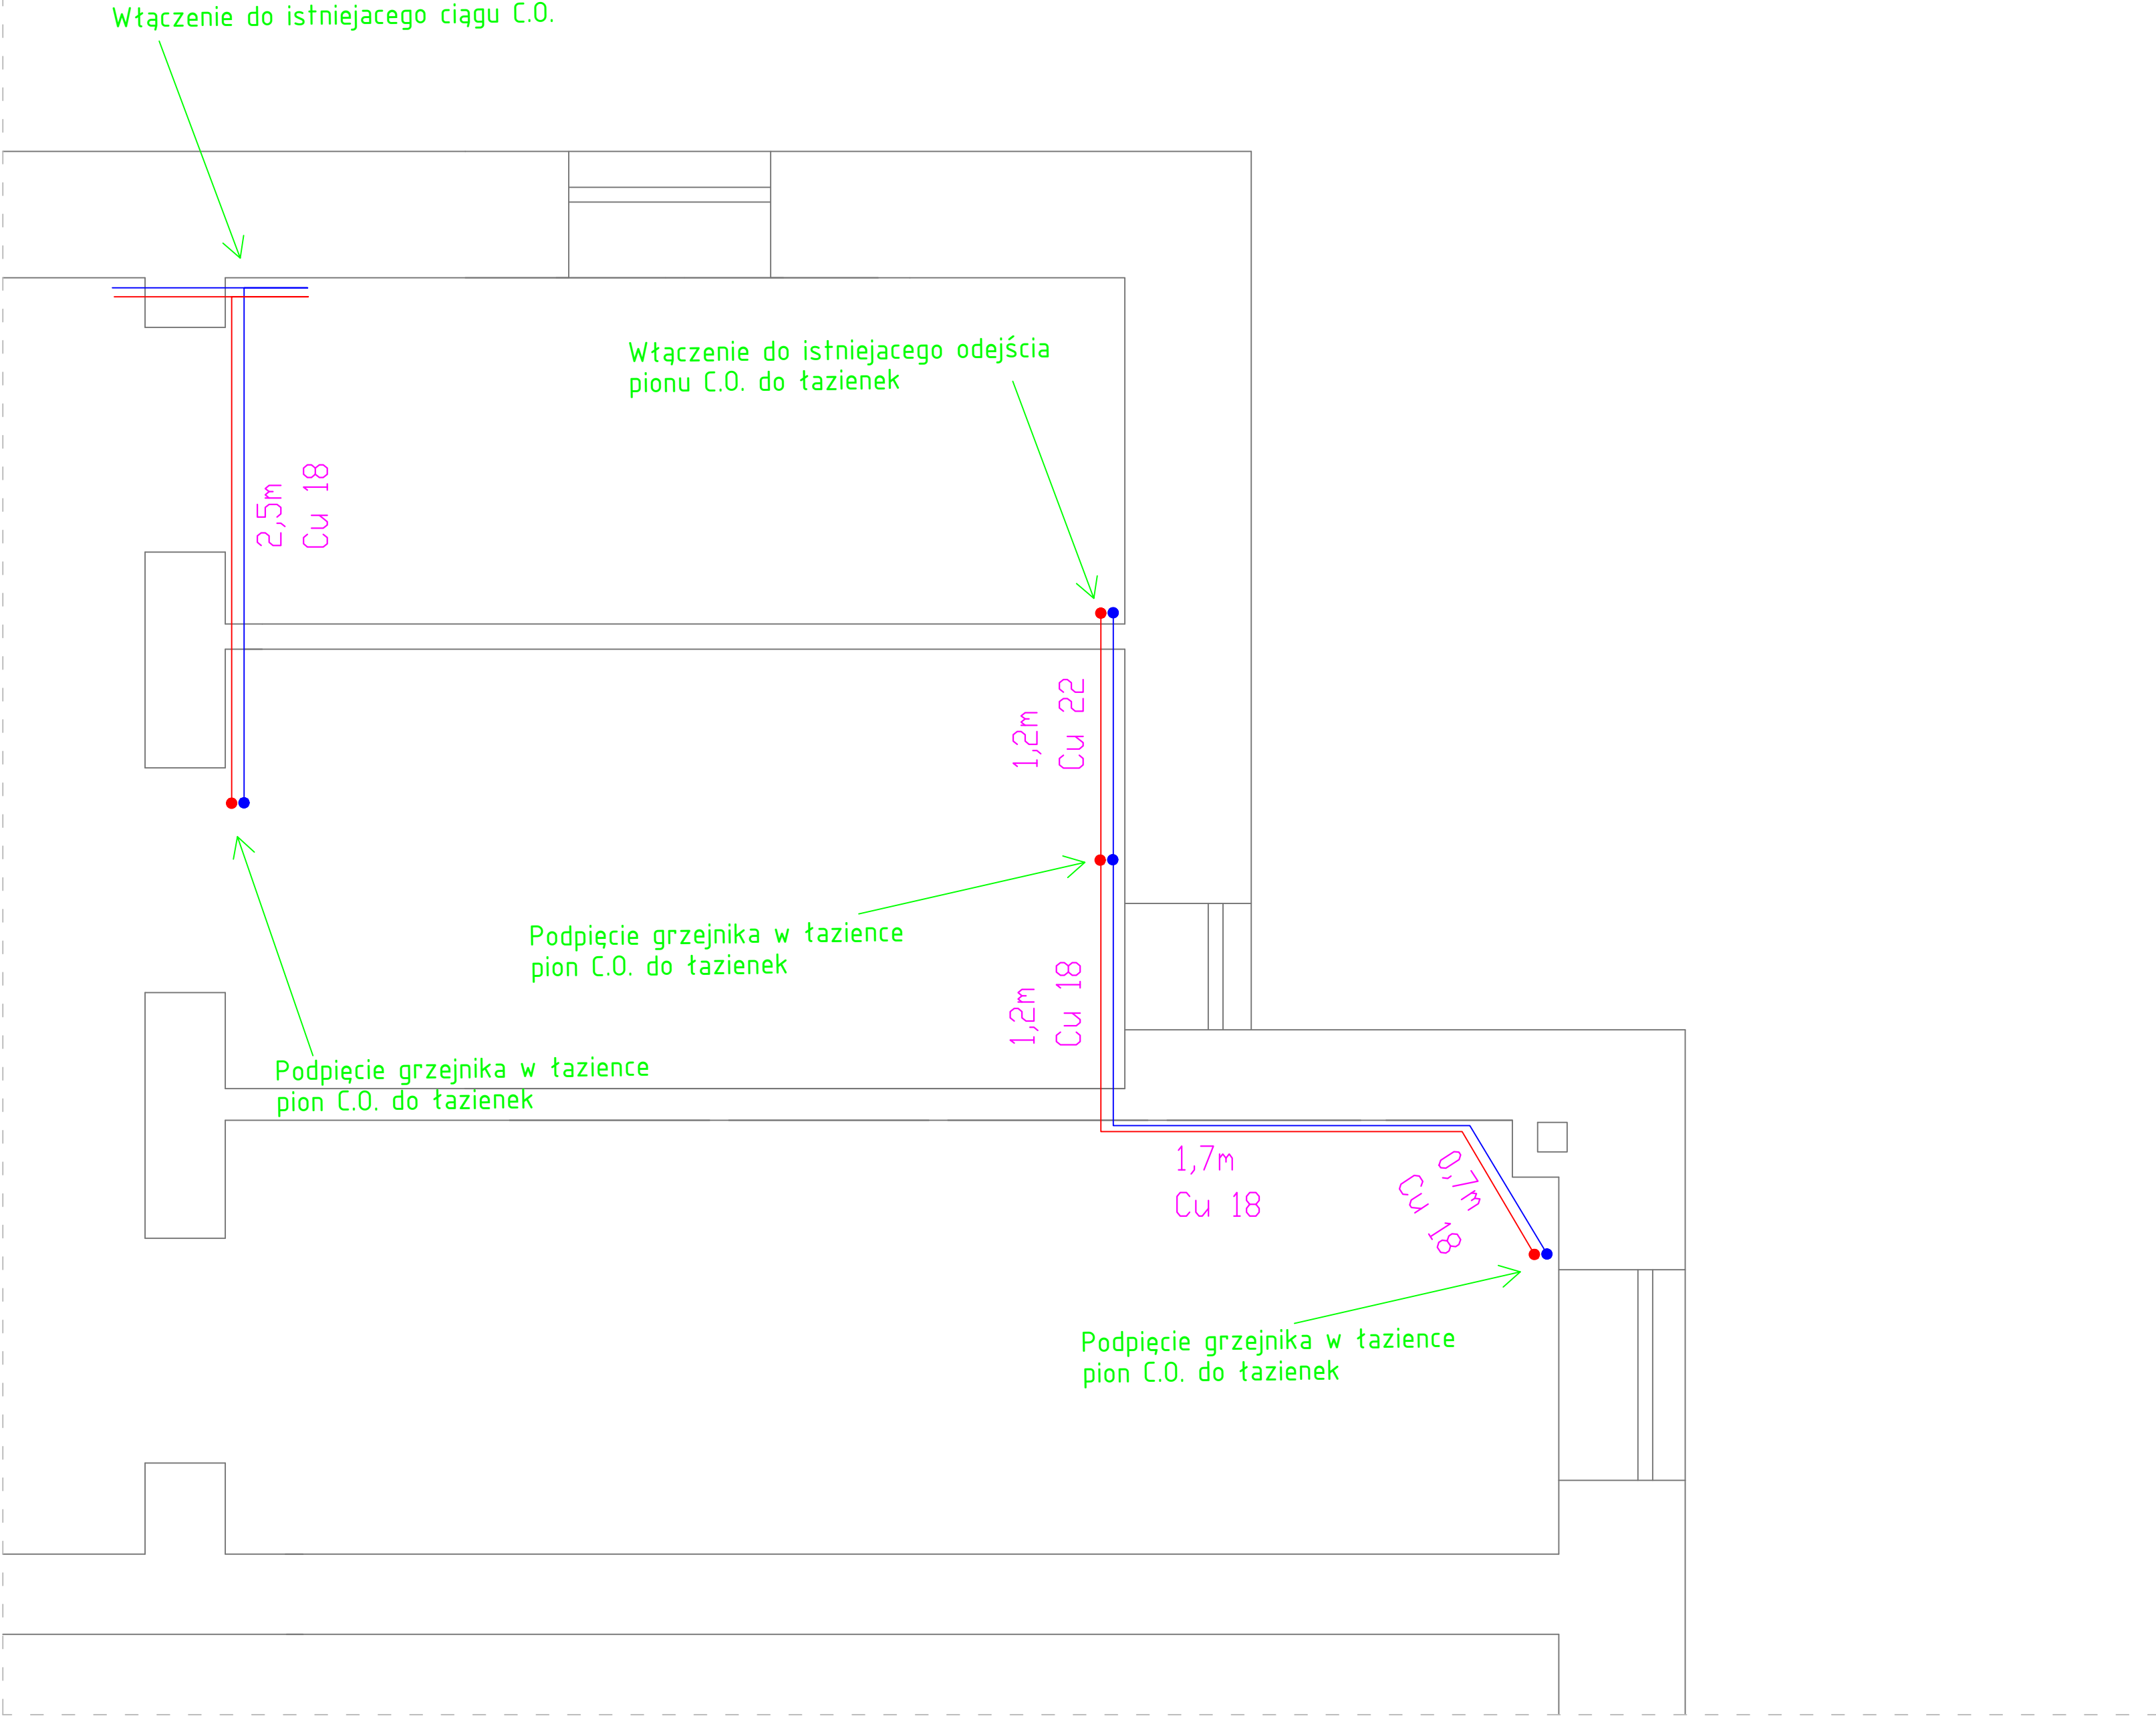 Włączenie do istniejacego ciągu C.O.
Włączenie do istniejącego odejścia
pionu C.O. do łazienek
2,5m
Cu 18
1,2m
Cu 22
Podpięcie grzejnika w łazience
pion C.O. do łazienek
1,2m
Cu 18
Podpięcie grzejnika w łazience
pion C.O. do łazienek
1,7m
Cu 18
0,7m
Cu 18
Podpięcie grzejnika w łazience
pion C.O. do łazienek